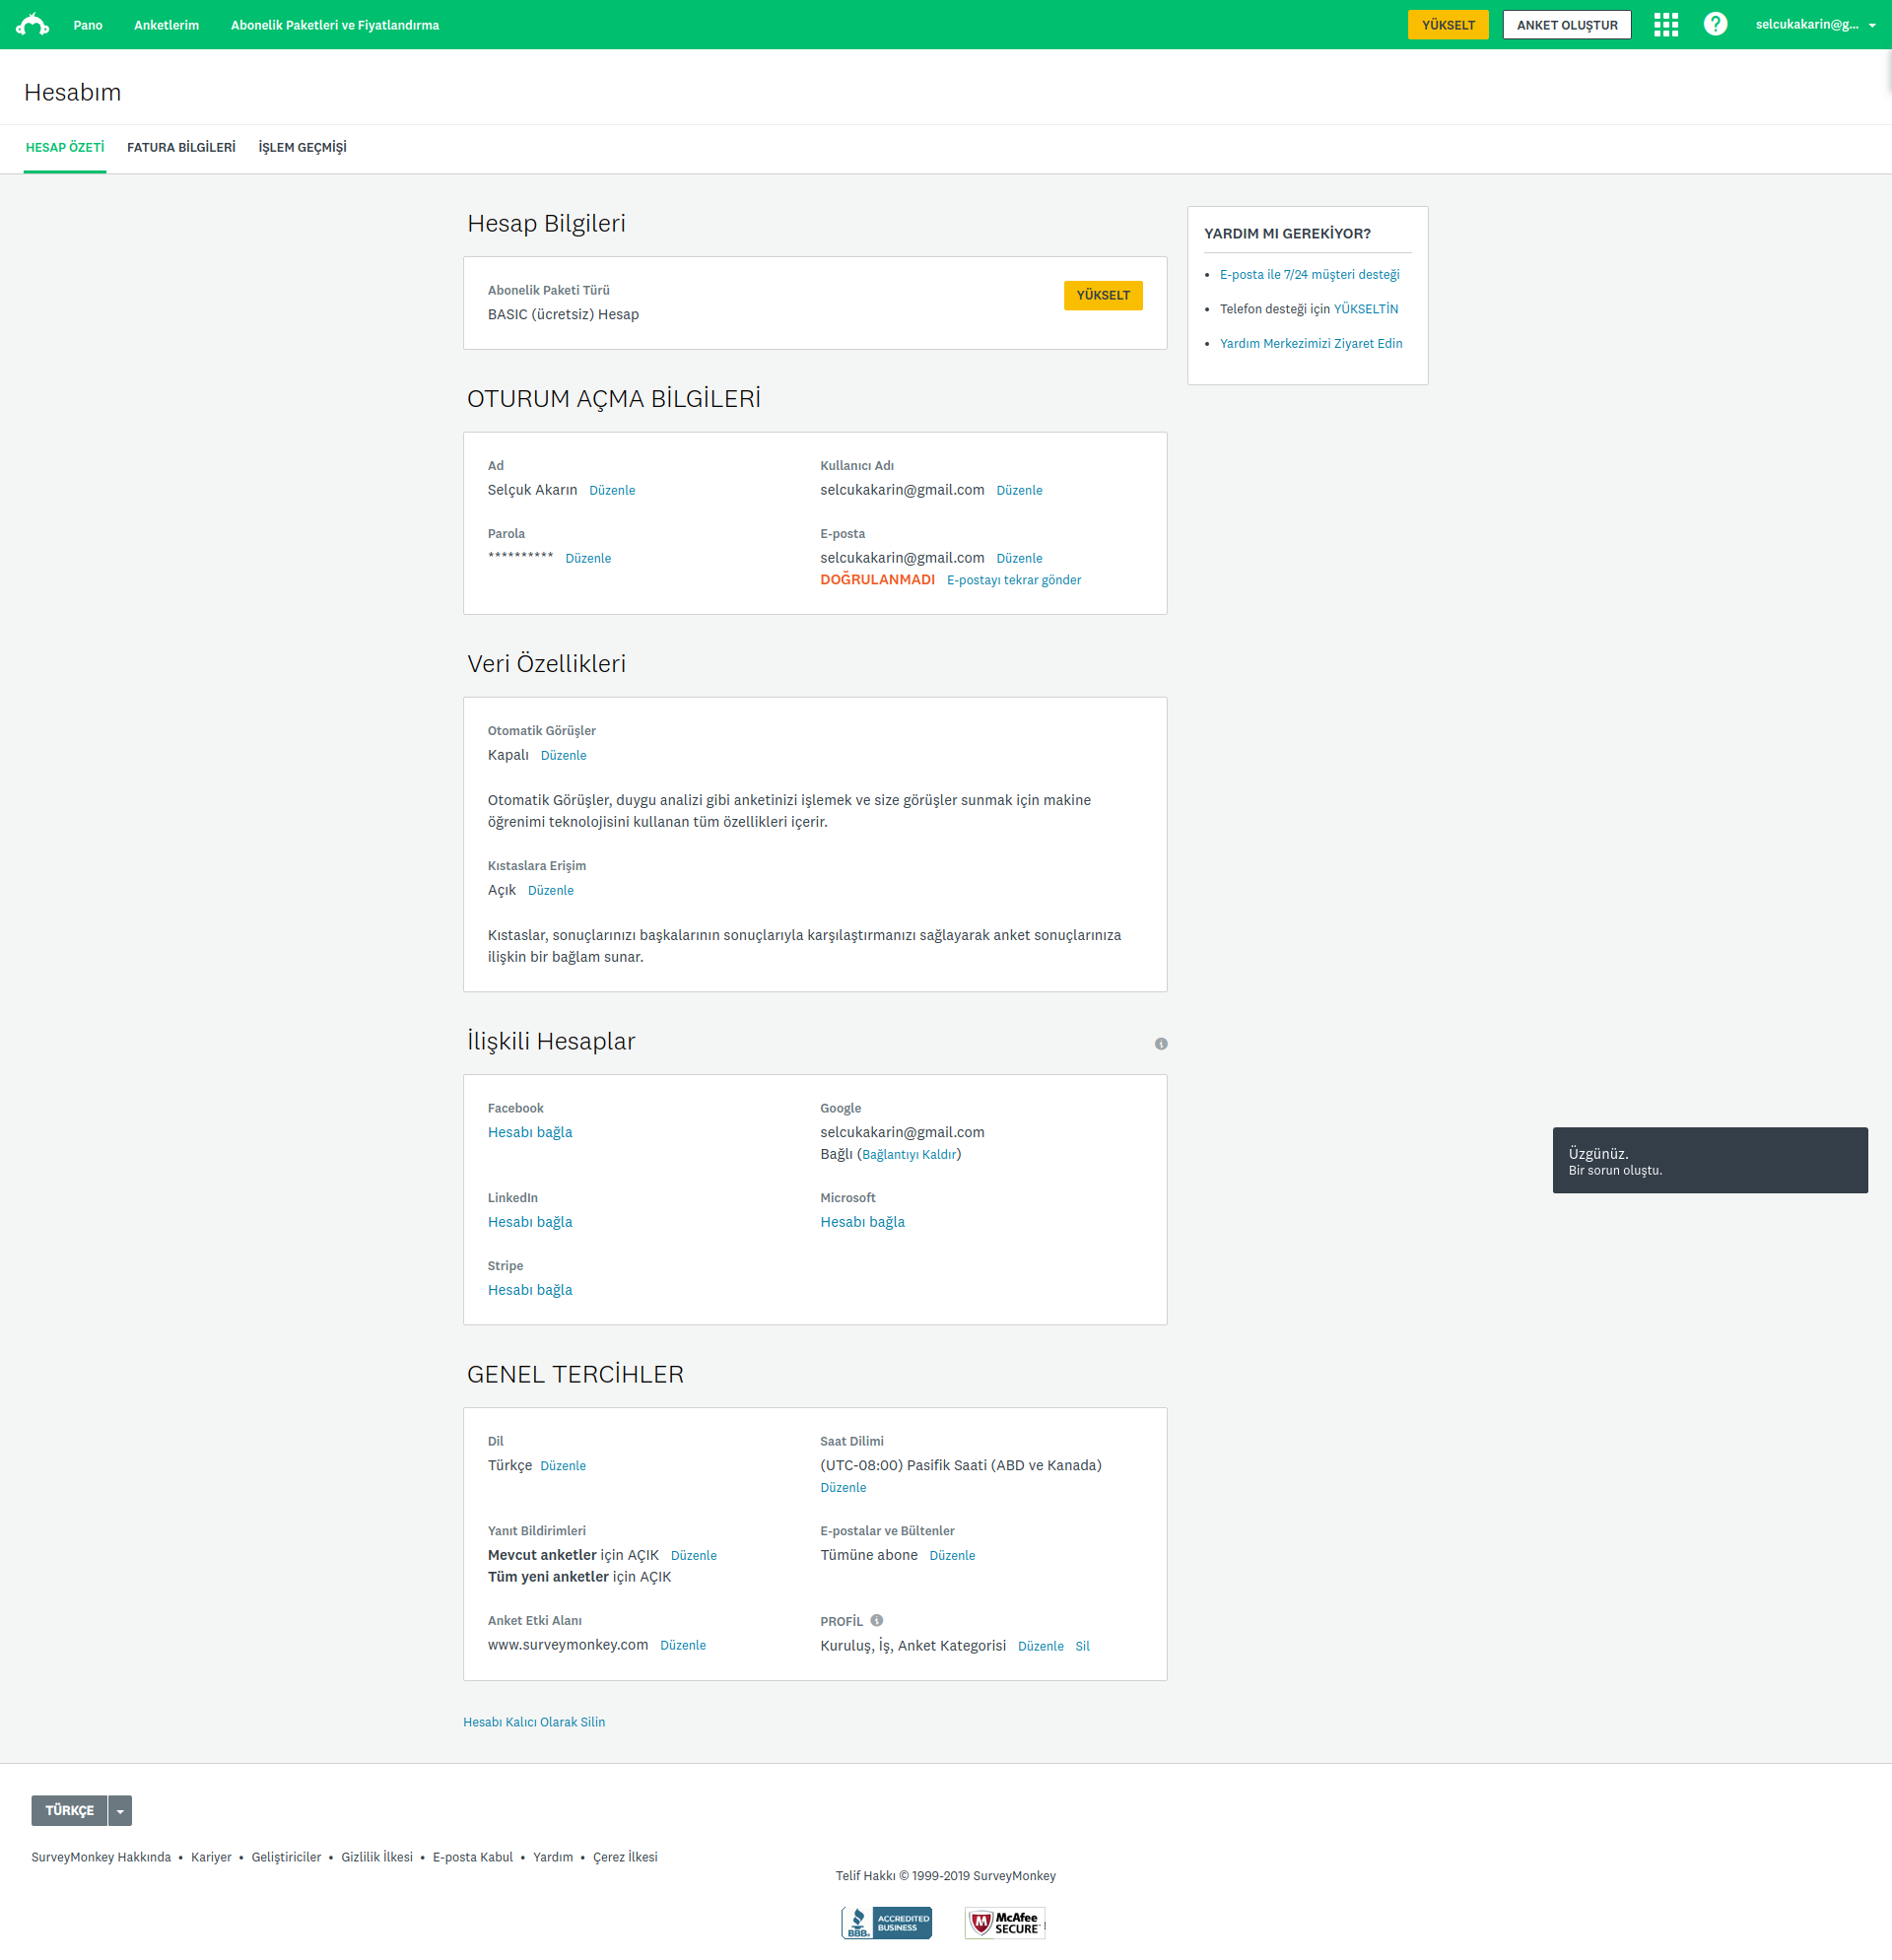 Pano Anketlerim Abonelik Paketleri ve Fiyatlandırma YÜKSELT ANKET OLUŞTUR selcukakarin@g...
Hesabım
HESAP ÖZETİ FATURA BİLGİLERİ İŞLEM GEÇMİŞİ
Hesap Bilgileri
Abonelik Paketi Türü
BASIC (ücretsiz) Hesap
YÜKSELT
YARDIM MI GEREKİYOR?
• E-posta ile 7/24 müşteri desteği
• Telefon desteği için YÜKSELTİN
• Yardım Merkezimizi Ziyaret Edin
OTURUM AÇMA BİLGİLERİ
Ad
Selçuk Akarın Düzenle
Kullanıcı Adı
selcukakarin@gmail.com Düzenle
Parola
********** Düzenle
E-posta
selcukakarin@gmail.com Düzenle
DOĞRULANMADI E-postayı tekrar gönder
Veri Özellikleri
Otomatik Görüşler
Kapalı Düzenle
Otomatik Görüşler, duygu analizi gibi anketinizi işlemek ve size görüşler sunmak için makine
öğrenimi teknolojisini kullanan tüm özellikleri içerir.
Kıstaslara Erişim
Açık Düzenle
Kıstaslar, sonuçlarınızı başkalarının sonuçlarıyla karşılaştırmanızı sağlayarak anket sonuçlarınıza
ilişkin bir bağlam sunar.
İlişkili Hesaplar
Facebook
Hesabı bağla
Google
selcukakarin@gmail.com
Bağlı (Bağlantıyı Kaldır)
LinkedIn
Hesabı bağla
Microsoft
Hesabı bağla
Stripe
Hesabı bağla
Üzgünüz.
Bir sorun oluştu.
GENEL TERCİHLER
Dil
Türkçe Düzenle
Saat Dilimi
(UTC-08:00) Pasifik Saati (ABD ve Kanada)
Düzenle
Yanıt Bildirimleri
Mevcut anketler için AÇIK Düzenle
Tüm yeni anketler için AÇIK
E-postalar ve Bültenler
Tümüne abone Düzenle
Anket Etki Alanı
www.surveymonkey.com Düzenle
PROFİL
Kuruluş, İş, Anket Kategorisi Düzenle Sil
Hesabı Kalıcı Olarak Silin
TÜRKÇE
SurveyMonkey Hakkında • Kariyer • Geliştiriciler • Gizlilik İlkesi • E-posta Kabul • Yardım • Çerez İlkesi
Telif Hakkı © 1999-2019 SurveyMonkey
BBB. ACCREDITED BUSINESS
McAfee SECURE